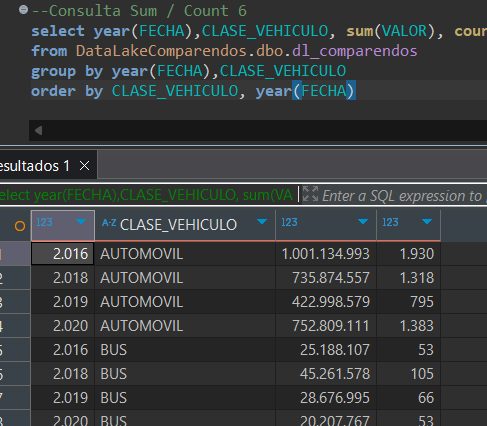 --Consulta Sum / Count 6
select year(FECHA),CLASE_VEHICULO, sum(VALOR), coun
from DataLakeComparendos.dbo.dl_comparendos
group by year(FECHA),CLASE_VEHICULO
order by CLASE_VEHICULO, year(FECHA)
esultados 1 ×
elect year(FECHA),CLASE_VEHICULO, sum(VA Enter a SQL expression to
123 A-Z CLASE_VEHICULO 123 123
1 2.016 AUTOMOVIL 1.001.134.993 1.930
2 2.018 AUTOMOVIL 735.874.557 1.318
3 2.019 AUTOMOVIL 422.998.579 795
4 2.020 AUTOMOVIL 752.809.111 1.383
5 2.016 BUS 25.188.107 53
6 2.018 BUS 45.261.578 105
7 2.019 BUS 28.676.995 66
8 2.020 BUS 20.207.767 53